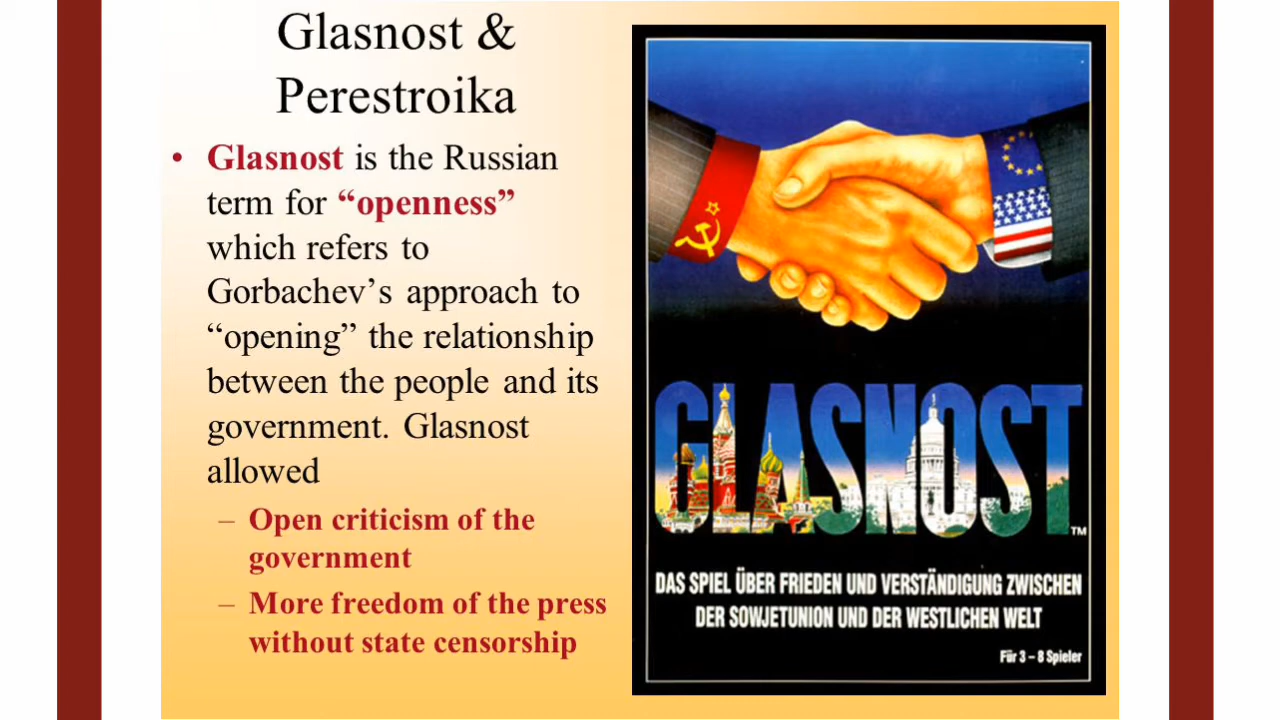 Glasnost &
Perestroika
• Glasnost is the Russian
term for “openness”
which refers to
Gorbachev’s approach to
“opening” the relationship
between the people and its
government. Glasnost
allowed
– Open criticism of the
government
– More freedom of the press
without state censorship
GLASNOST™
DAS SPIEL ÜBER FRIEDEN UND VERSTÄNDIGUNG ZWISCHEN
DER SOWJETUNION UND DER WESTLICHEN WELT
Für 3 – 8 Spieler